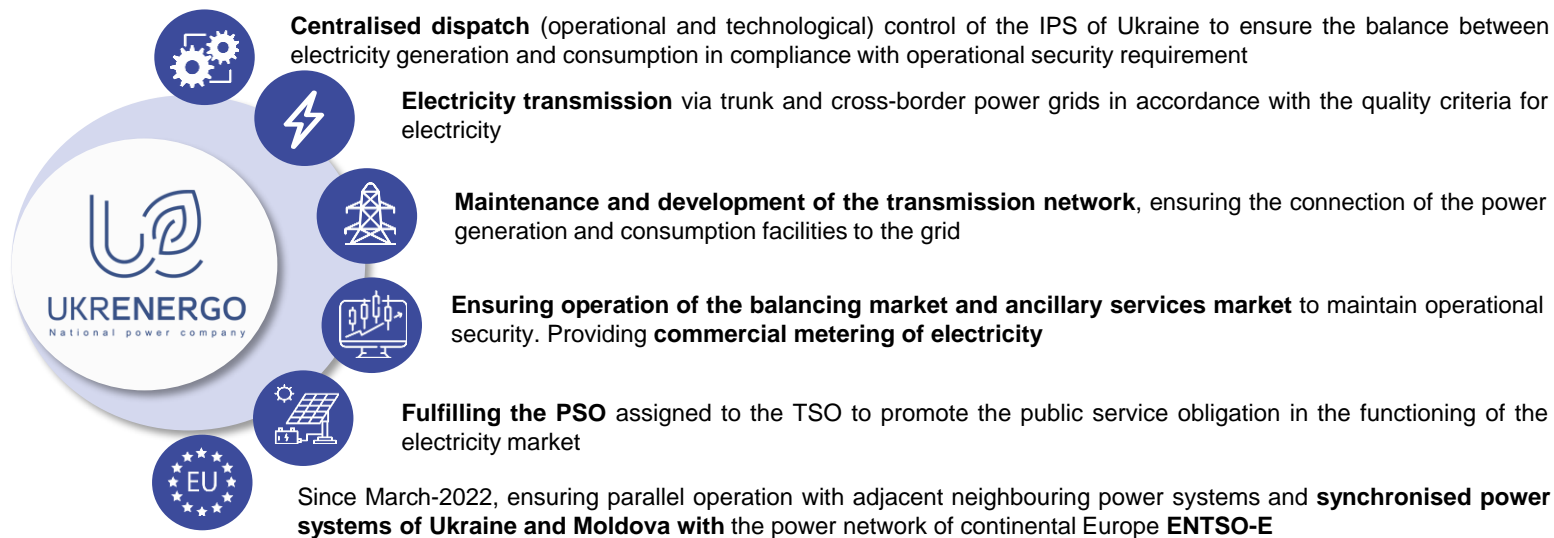 Centralised dispatch (operational and technological) control of the IPS of Ukraine to ensure the balance between
electricity generation and consumption in compliance with operational security requirement
Electricity transmission via trunk and cross-border power grids in accordance with the quality criteria for
electricity
Maintenance and development of the transmission network, ensuring the connection of the power
generation and consumption facilities to the grid
UKRENERGO
National power company
Ensuring operation of the balancing market and ancillary services market to maintain operational
security. Providing commercial metering of electricity
Fulfilling the PSO assigned to the TSO to promote the public service obligation in the functioning of the
electricity market
EU
Since March-2022, ensuring parallel operation with adjacent neighbouring power systems and synchronised power
systems of Ukraine and Moldova with the power network of continental Europe ENTSO-E